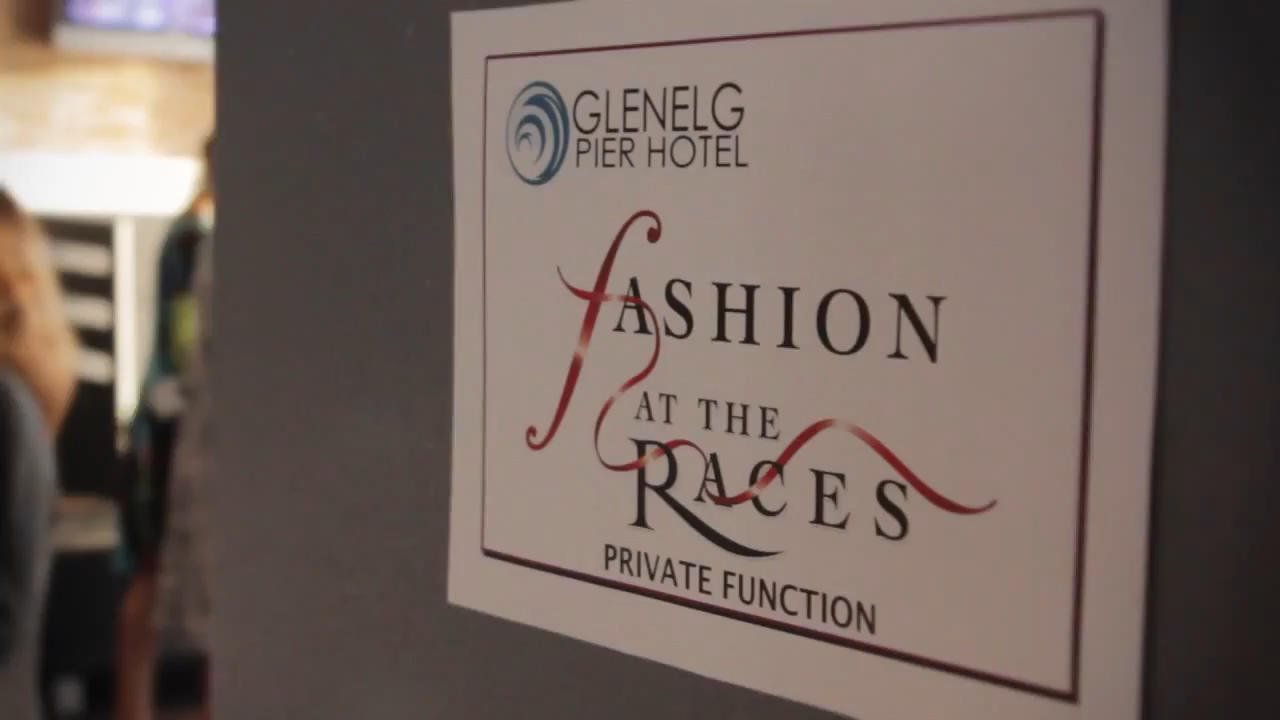 GLENELG
PIER HOTEL
fASHION
AT THE
RACES
PRIVATE FUNCTION